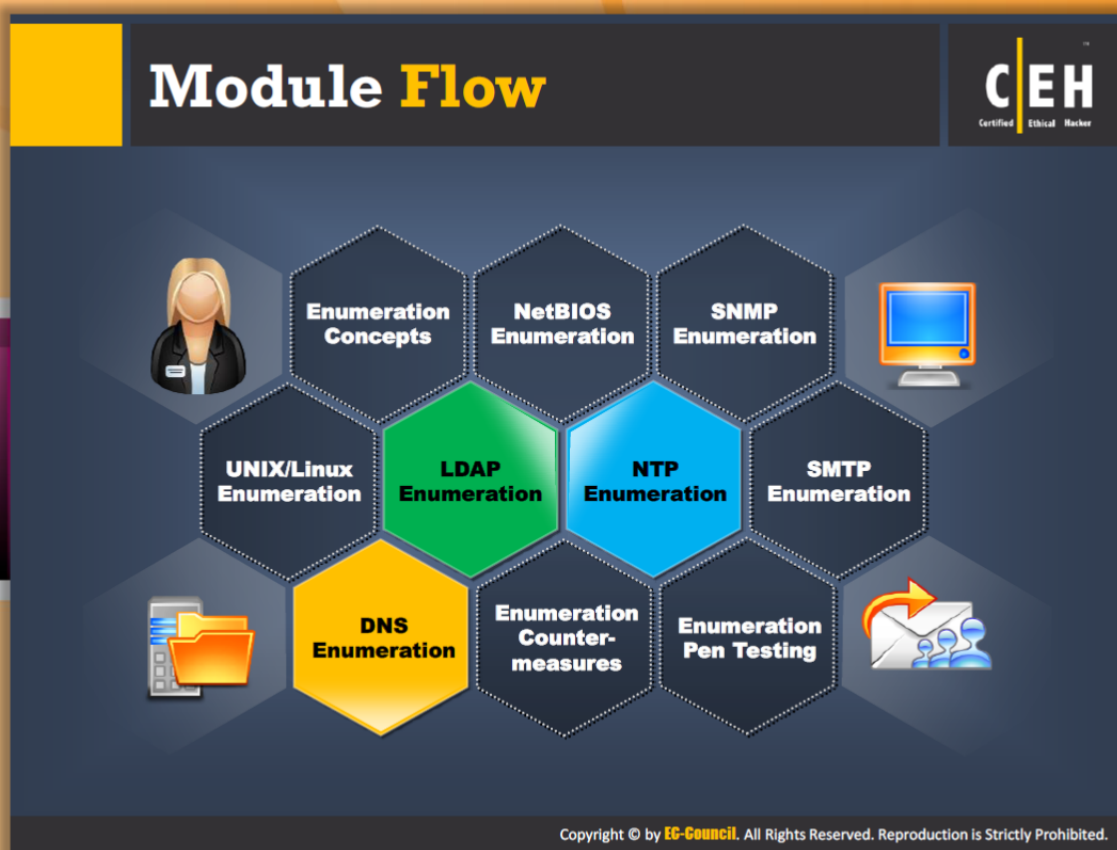 Module Flow
C EH
TM
Certified Ethical Hacker
Enumeration
Concepts
NetBIOS
Enumeration
SNMP
Enumeration
UNIX/Linux
Enumeration
LDAP
Enumeration
NTP
Enumeration
SMTP
Enumeration
DNS
Enumeration
Enumeration
Counter-
measures
Enumeration
Pen Testing
Copyright © by EC-Council. All Rights Reserved. Reproduction is Strictly Prohibited.